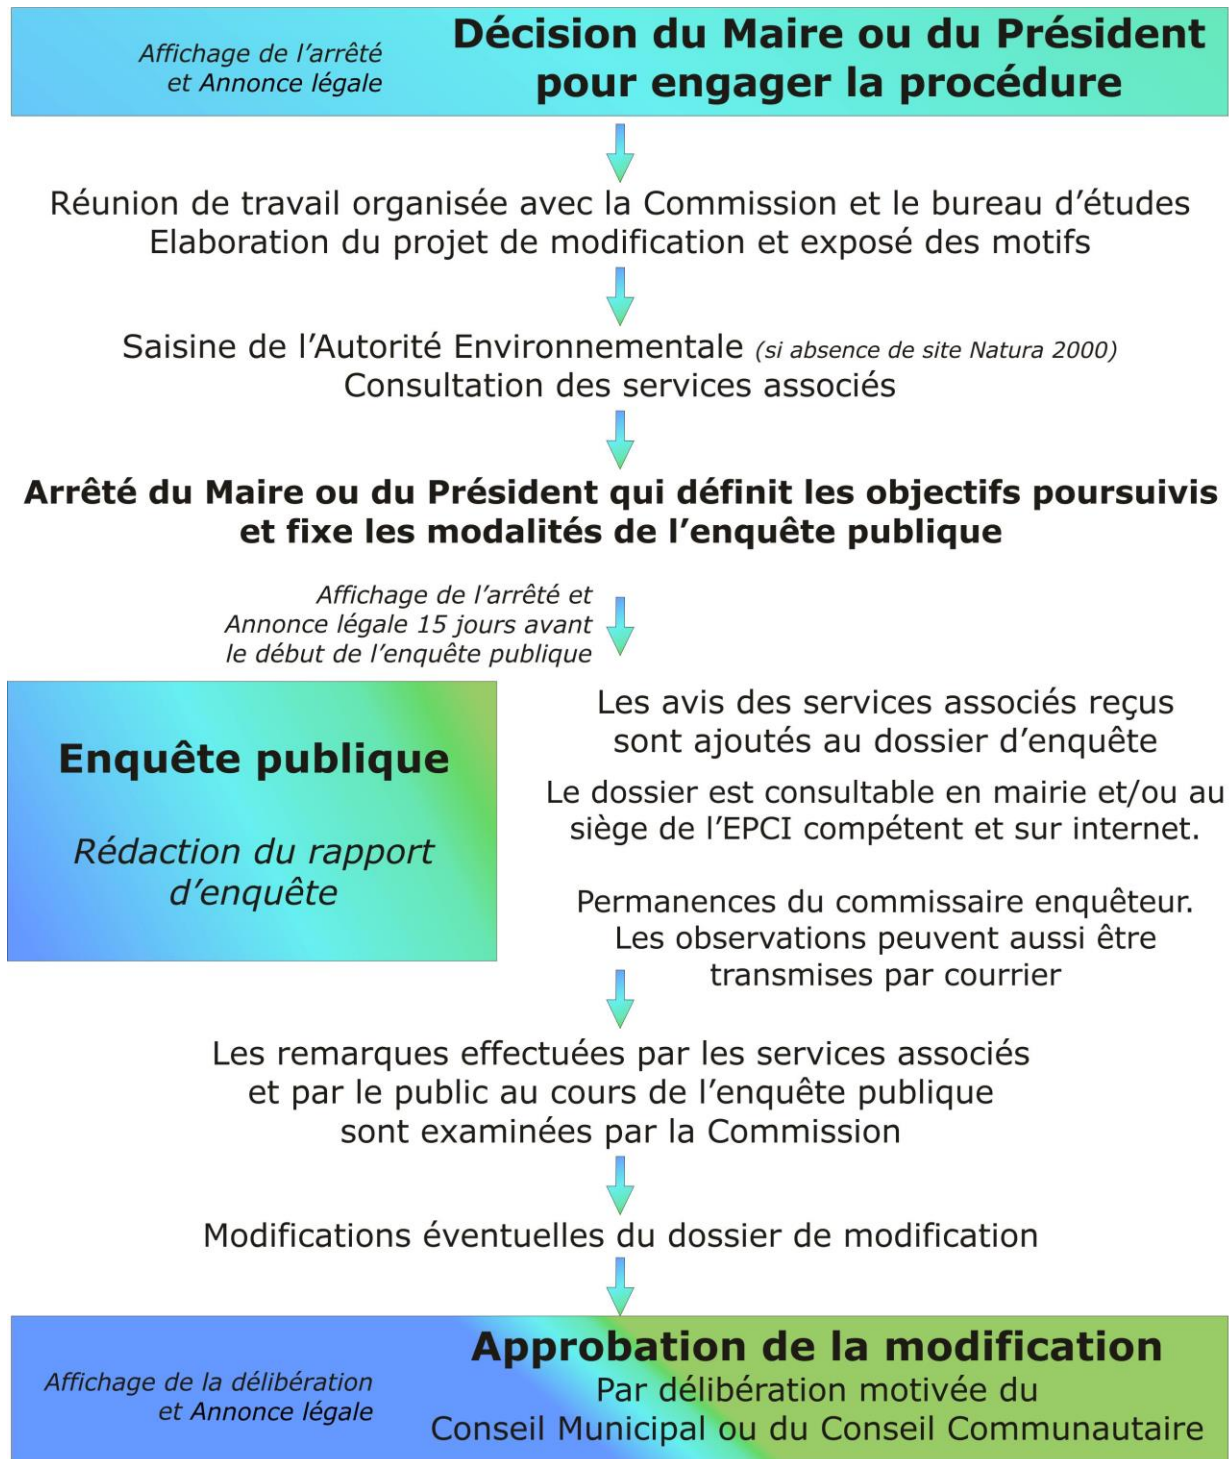 Affichage de l'arrêté
et Annonce légale
Décision du Maire ou du Président
pour engager la procédure
Réunion de travail organisée avec la Commission et le bureau d'études
Elaboration du projet de modification et exposé des motifs
Saisine de l'Autorité Environnementale (si absence de site Natura 2000)
Consultation des services associés
Arrêté du Maire ou du Président qui définit les objectifs poursuivis
et fixe les modalités de l'enquête publique
Affichage de l'arrêté et
Annonce légale 15 jours avant
le début de l'enquête publique
Enquête publique
Rédaction du rapport
d'enquête
Les avis des services associés reçus
sont ajoutés au dossier d'enquête
Le dossier est consultable en mairie et/ou au
siège de l'EPCI compétent et sur internet.
Permanences du commissaire enquêteur.
Les observations peuvent aussi être
transmises par courrier
Les remarques effectuées par les services associés
et par le public au cours de l'enquête publique
sont examinées par la Commission
Modifications éventuelles du dossier de modification
Affichage de la délibération
et Annonce légale
Approbation de la modification
Par délibération motivée du
Conseil Municipal ou du Conseil Communautaire